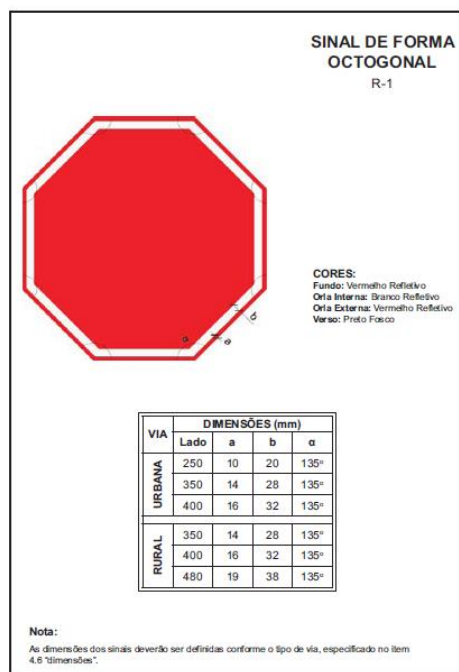 SINAL DE FORMA
OCTOGONAL
R-1
CORES:
Fundo: Vermelho Refletivo
Orla Interna: Branco Refletivo
Orla Externa: Vermelho Refletivo
Verso: Preto Fosco
b
α a
VIA DIMENSÕES (mm)
Lado a b α
URBANA
250 10 20 135º
350 14 28 135º
400 16 32 135º
RURAL
350 14 28 135º
400 16 32 135º
480 19 38 135º
Nota:
As dimensões dos sinais deverão ser definidas conforme o tipo de via, especificado no item
4.6 "dimensões".